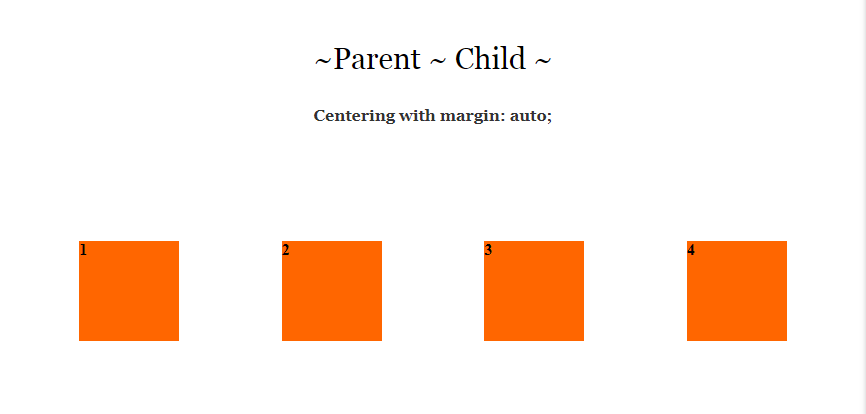 ~Parent ~ Child ~
Centering with margin: auto;
1 2 3 4